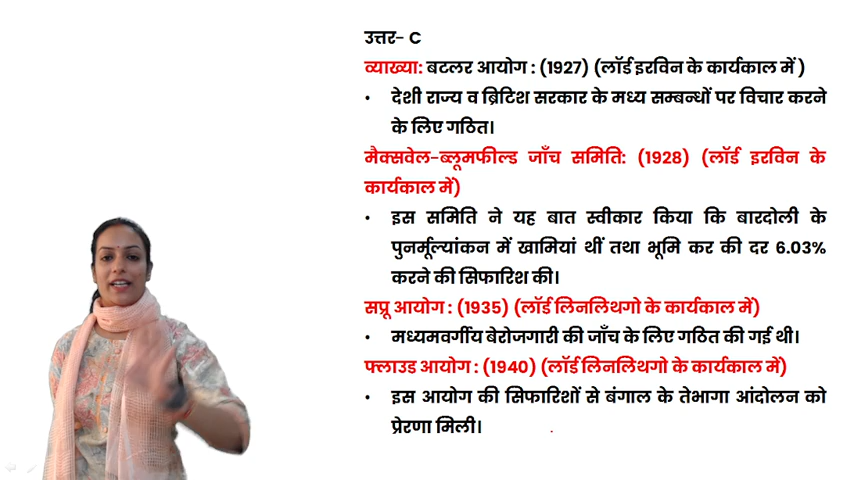 उत्तर- C
व्याख्या: बटलर आयोग : (1927) (लॉर्ड इरविन के कार्यकाल में )
• देशी राज्य व ब्रिटिश सरकार के मध्य सम्बन्धों पर विचार करने
के लिए गठित।
मैक्सवेल-ब्लूमफील्ड जाँच समिति: (1928) (लॉर्ड इरविन के
कार्यकाल में)
• इस समिति ने यह बात स्वीकार किया कि बारदोली के
पुनर्मूल्यांकन में खामियां थीं तथा भूमि कर की दर 6.03%
करने की सिफारिश की।
सप्रू आयोग : (1935) (लॉर्ड लिनलिथगो के कार्यकाल में)
• मध्यमवर्गीय बेरोजगारी की जाँच के लिए गठित की गई थी।
फ्लाउड आयोग : (1940) (लॉर्ड लिनलिथगो के कार्यकाल में)
• इस आयोग की सिफारिशों से बंगाल के तेभागा आंदोलन को
प्रेरणा मिली।